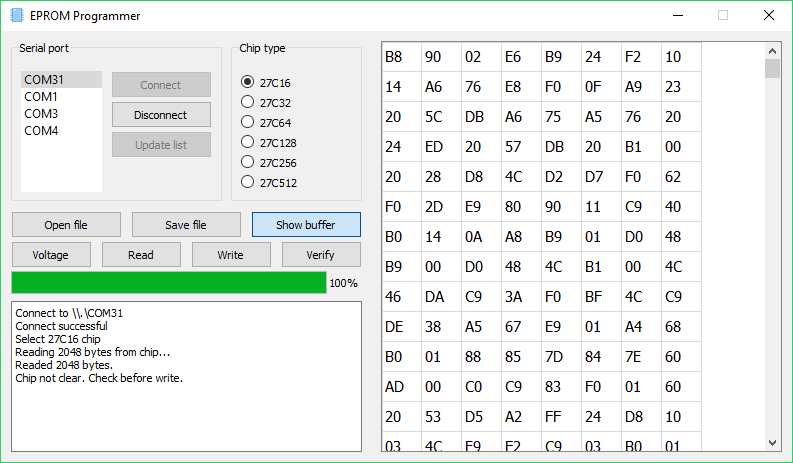 EPROM Programmer
Serial port
COM31
COM1
COM3
COM4
Connect
Disconnect
Update list
Chip type
27C16
27C32
27C64
27C128
27C256
27C512
Open file
Save file
Show buffer
Voltage
Read
Write
Verify
100%
Connect to \\.\COM31
Connect successful
Select 27C16 chip
Reading 2048 bytes from chip...
Readed 2048 bytes.
Chip not clear. Check before write.
B8 90 02 E6 B9 24 F2 10
14 A6 76 E8 F0 0F A9 23
20 5C DB A6 75 A5 76 20
24 ED 20 57 DB 20 B1 00
20 28 D8 4C D2 D7 F0 62
F0 2D E9 80 90 11 C9 40
B0 14 0A A8 B9 01 D0 48
B9 00 D0 48 4C B1 00 4C
46 DA C9 3A F0 BF 4C C9
DE 38 A5 67 E9 01 A4 68
B0 01 88 85 7D 84 7E 60
AD 00 C0 C9 83 F0 01 60
20 53 D5 A2 FF 24 D8 10
03 4C E9 F2 C9 03 B0 01